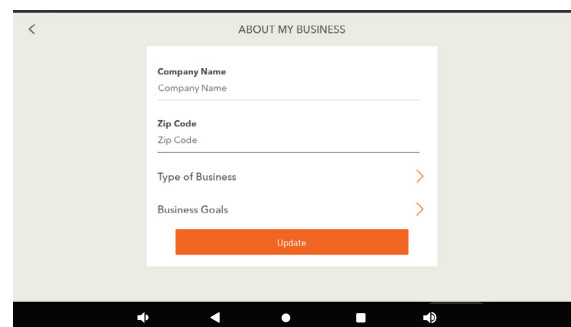 ABOUT MY BUSINESS
Company Name
Company Name
Zip Code
Zip Code
Type of Business
Business Goals
Update